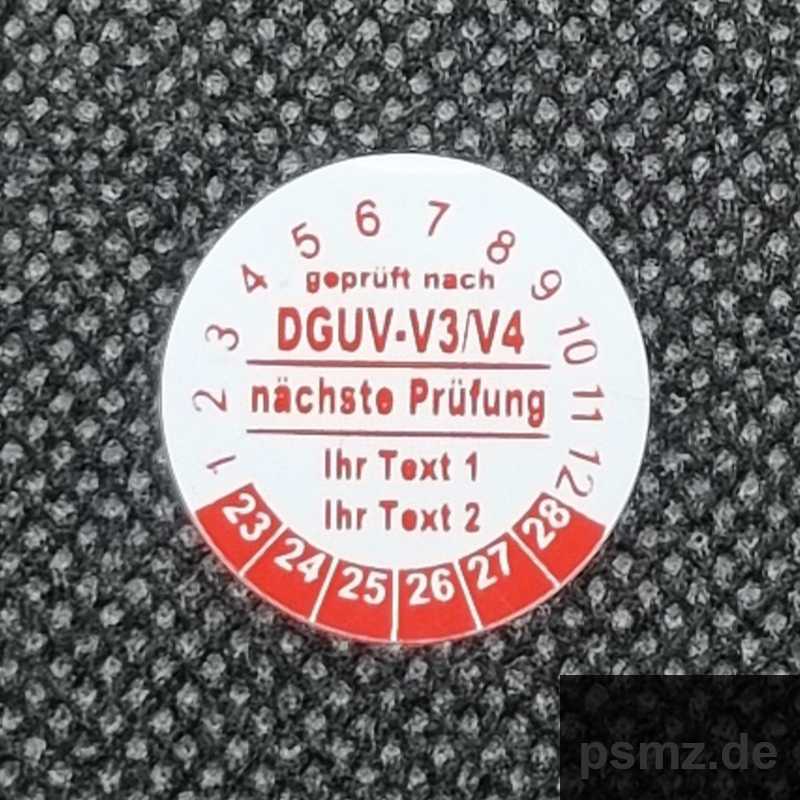 1 2 3 4 5 6 7 8 9 10 11 12
geprüft nach
DGUV-V3/V4
nächste Prüfung
Ihr Text 1
Ihr Text 2
23 24 25 26 27 28
psmz.de